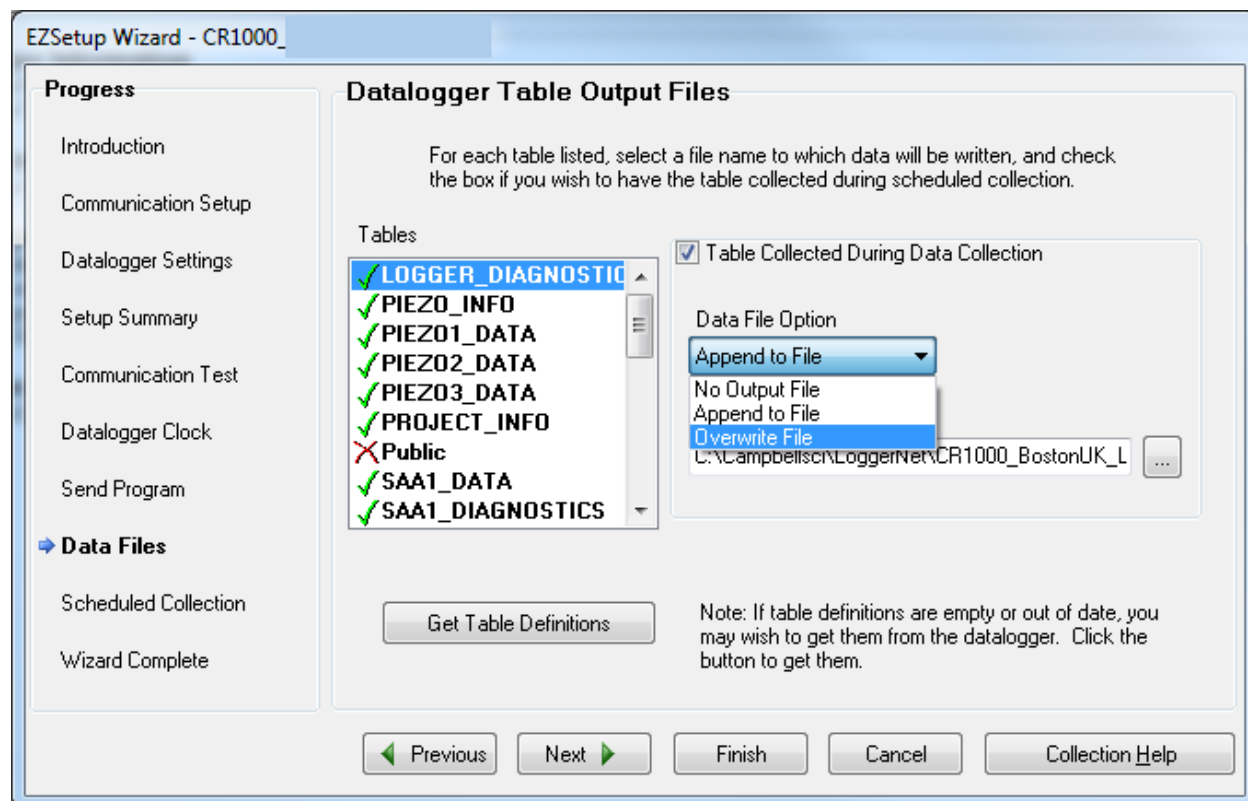 EZSetup Wizard - CR1000_
Progress
Introduction
Communication Setup
Datalogger Settings
Setup Summary
Communication Test
Datalogger Clock
Send Program
Data Files
Scheduled Collection
Wizard Complete
Datalogger Table Output Files
For each table listed, select a file name to which data will be written, and check
the box if you wish to have the table collected during scheduled collection.
Tables
LOGGER_DIAGNOSTIC
PIEZO_INFO
PIEZO1_DATA
PIEZO2_DATA
PIEZO3_DATA
PROJECT_INFO
Public
SAA1_DATA
SAA1_DIAGNOSTICS
Table Collected During Data Collection
Data File Option
Append to File
No Output File
Append to File
Overwrite File
C:\Campbellsci\LoggerNet\CR1000_BostonUK_L
...
Get Table Definitions
Note: If table definitions are empty or out of date, you
may wish to get them from the datalogger. Click the
button to get them.
Previous
Next
Finish
Cancel
Collection Help